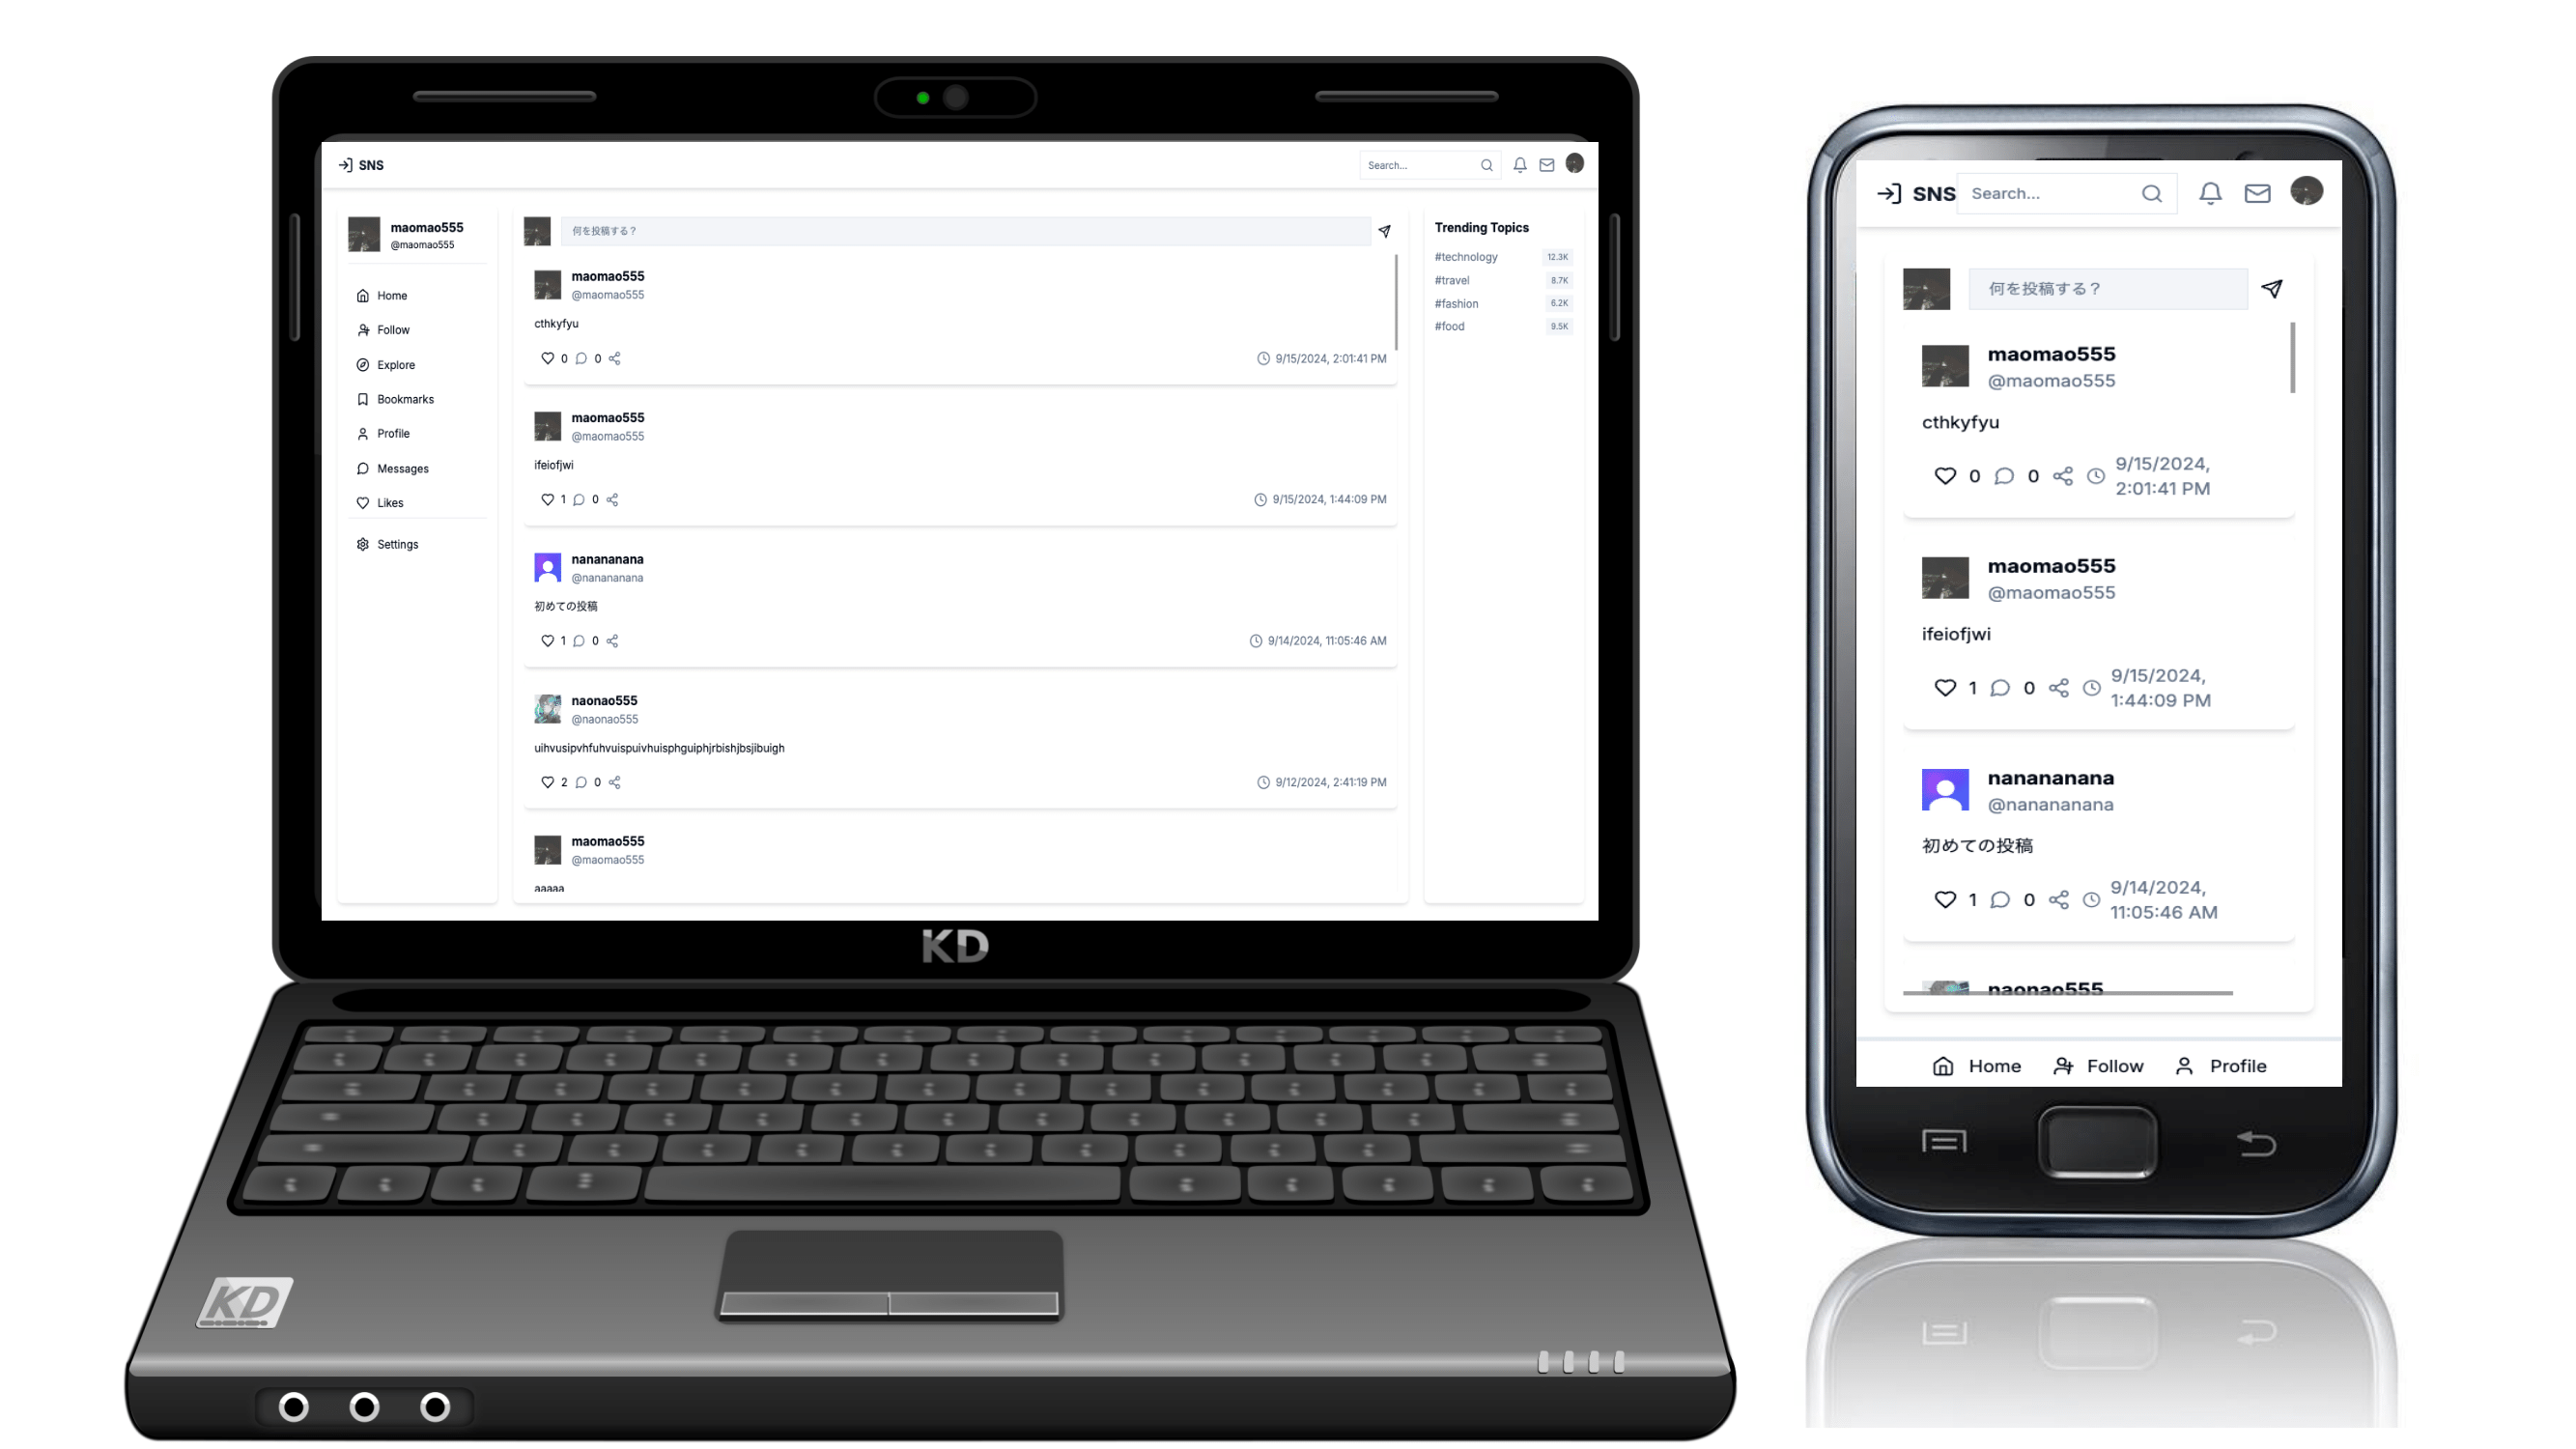 SNS
Search...
maomao555
@maomao555
Home
Follow
Explore
Bookmarks
Profile
Messages
Likes
Settings
何を投稿する？
maomao555
@maomao555
cthkyfyu
0 0
9/15/2024, 2:01:41 PM
maomao555
@maomao555
ifeiofjwi
1 0
9/15/2024, 1:44:09 PM
nanananana
@nanananana
初めての投稿
1 0
9/14/2024, 11:05:46 AM
naonao555
@naonao555
uihvusipvhfuhvuispuivhuisphguiphjrbishjbsjibuigh
2 0
9/12/2024, 2:41:19 PM
maomao555
@maomao555
aaaaa
Trending Topics
#technology 12.3K
#travel 8.7K
#fashion 6.2K
#food 9.5K
KD
KD
SNS Search...
何を投稿する？
maomao555
@maomao555
cthkyfyu
0 0
9/15/2024,
2:01:41 PM
maomao555
@maomao555
ifeiofjwi
1 0
9/15/2024,
1:44:09 PM
nanananana
@nanananana
初めての投稿
1 0
9/14/2024,
11:05:46 AM
naonao555
Home Follow Profile